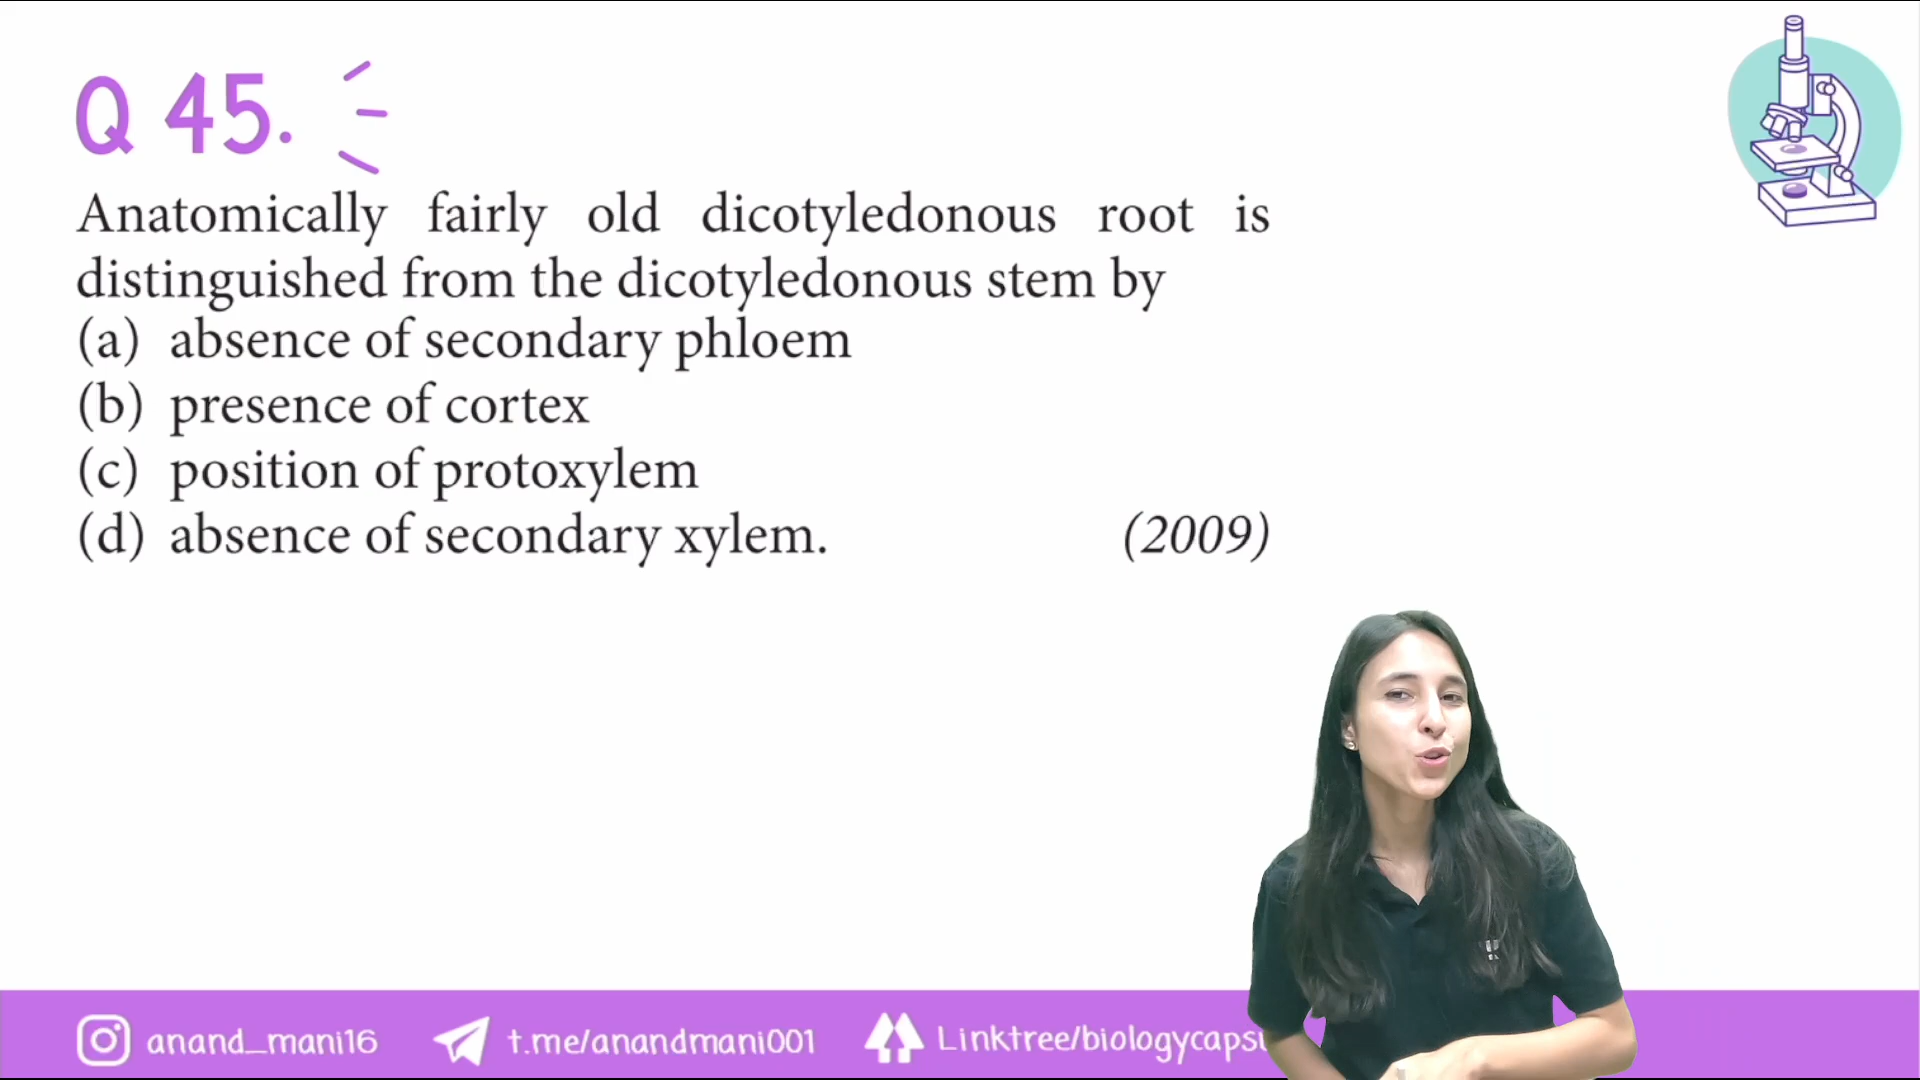 Q 45.
Anatomically fairly old dicotyledonous root is
distinguished from the dicotyledonous stem by
(a) absence of secondary phloem
(b) presence of cortex
(c) position of protoxylem
(d) absence of secondary xylem. (2009)
anand_mani16 t.me/anandmani001 Linktree/biologycapsu